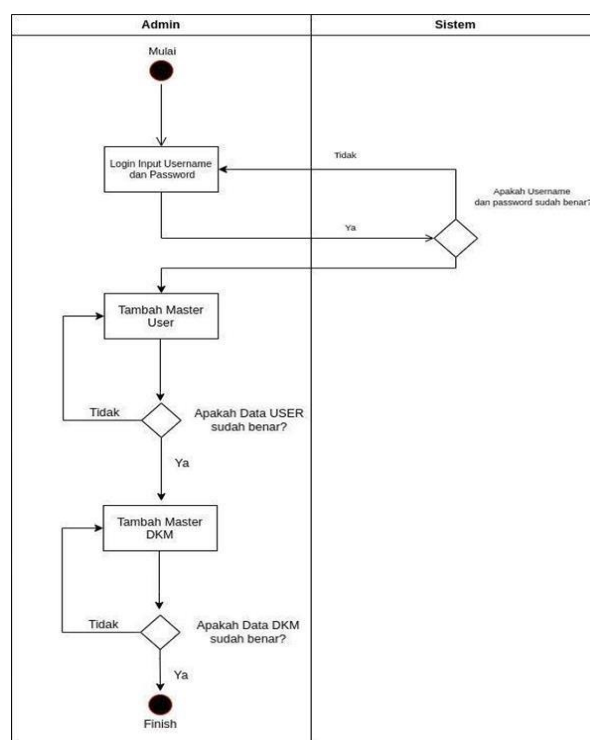 Admin
Sistem
Mulai
Login Input Username
dan Password
Tidak
Apakah Username
dan password sudah benar?
Ya
Tambah Master
User
Tidak
Apakah Data USER
sudah benar?
Ya
Tambah Master
DKM
Tidak
Apakah Data DKM
sudah benar?
Ya
Finish